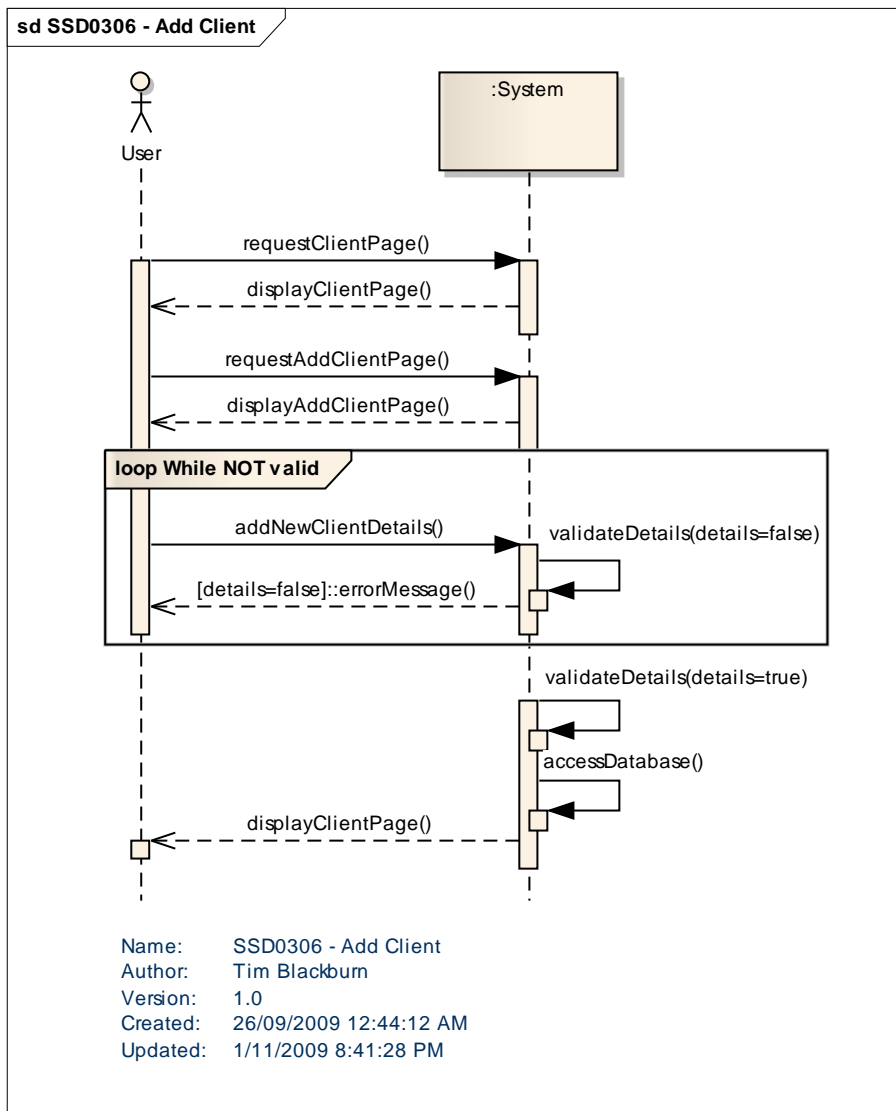 sd SSD0306 - Add Client
:System
User
requestClientPage()
displayClientPage()
requestAddClientPage()
displayAddClientPage()
loop While NOT valid
addNewClientDetails()
validateDetails(details=false)
[details=false]::errorMessage()
validateDetails(details=true)
accessDatabase()
displayClientPage()
Name: SSD0306 - Add Client
Author: Tim Blackburn
Version: 1.0
Created: 26/09/2009 12:44:12 AM
Updated: 1/11/2009 8:41:28 PM